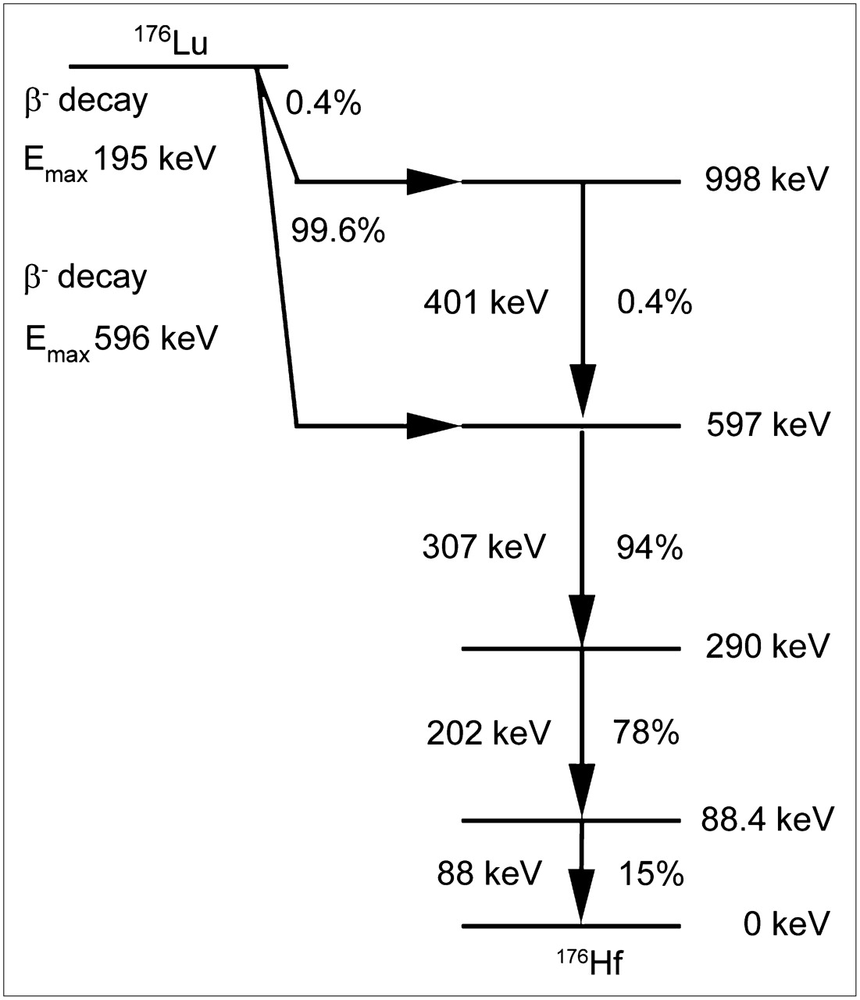 ¹⁷⁶Lu
β⁻ decay
0.4%
Emax 195 keV
998 keV
99.6%
β⁻ decay
401 keV 0.4%
Emax 596 keV
597 keV
307 keV 94%
290 keV
202 keV 78%
88.4 keV
88 keV 15%
0 keV
¹⁷⁶Hf